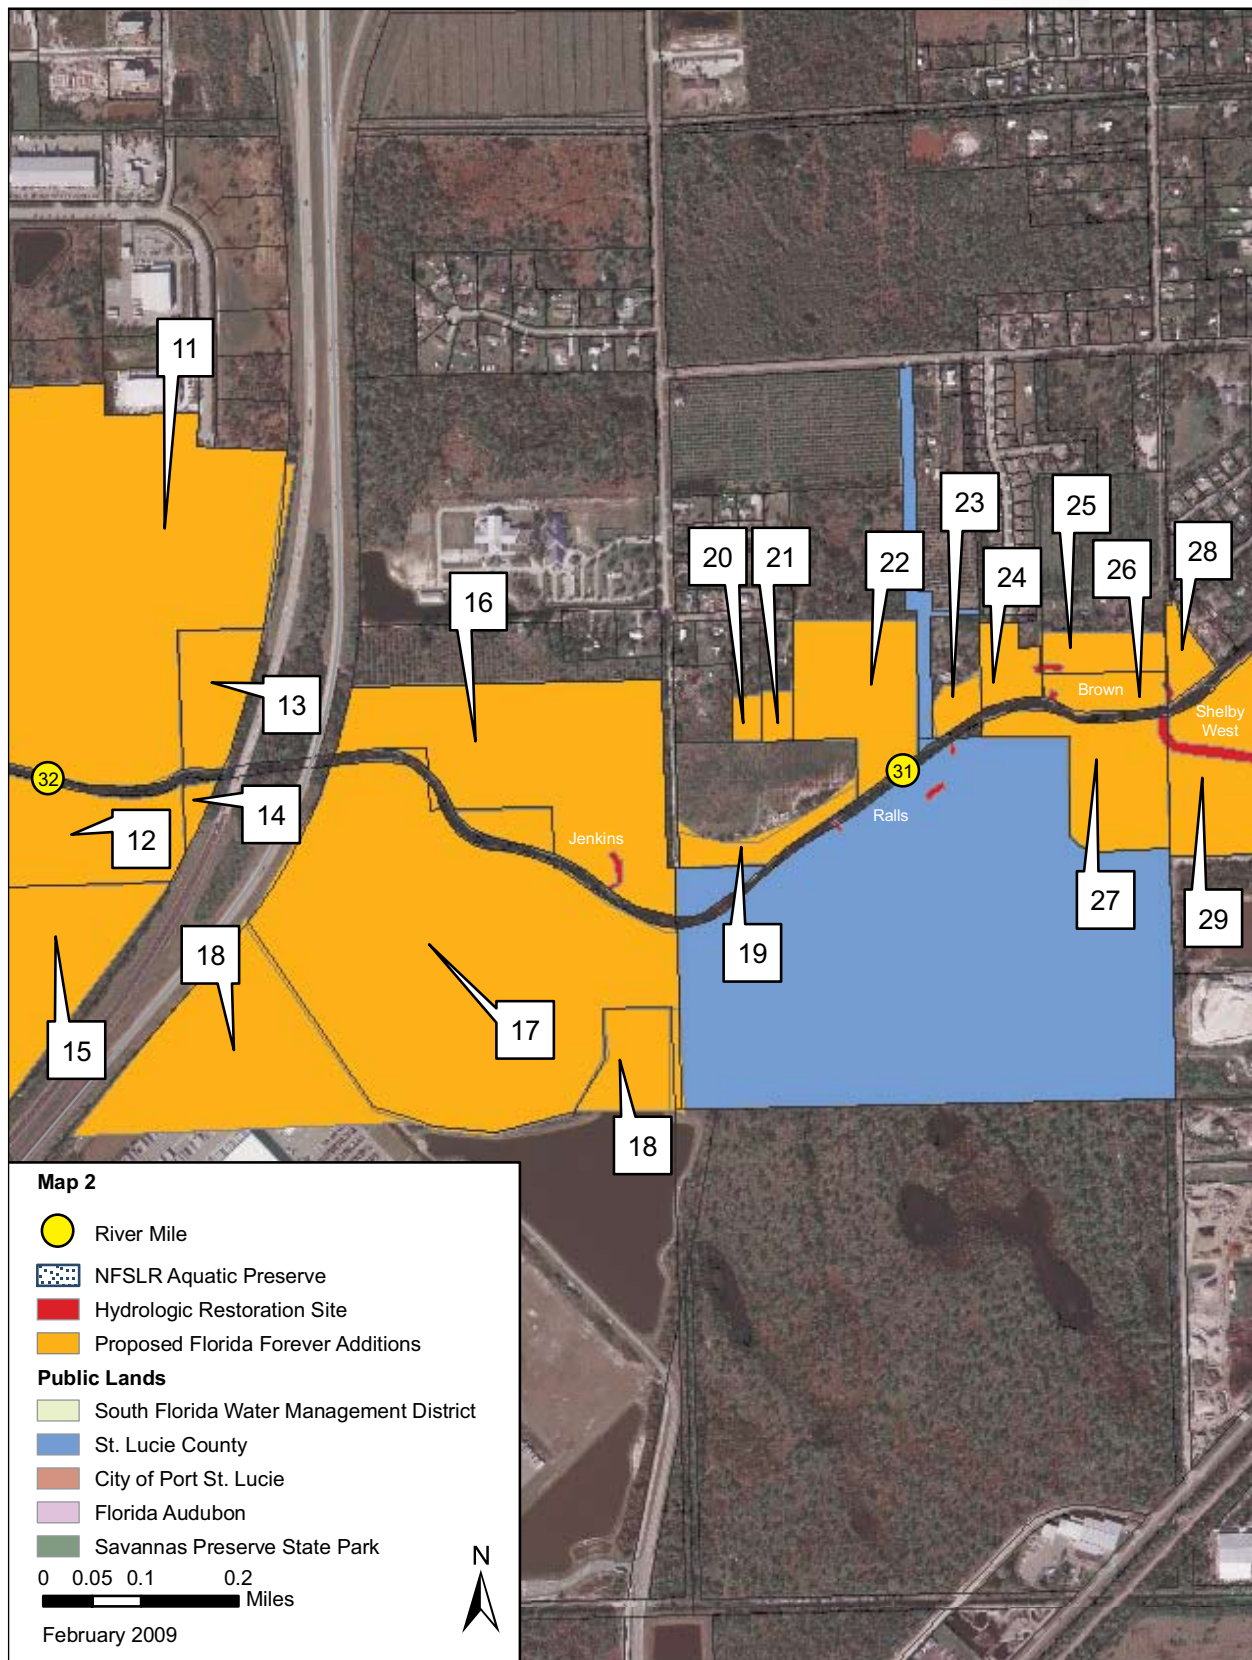 11
23
25
20
21
22
28
24
26
16
13
Brown
Shelby
West
32
31
14
12
Ralls
Jenkins
27
29
18
19
17
15
18
Map 2
River Mile
NFSLR Aquatic Preserve
Hydrologic Restoration Site
Proposed Florida Forever Additions
Public Lands
South Florida Water Management District
St. Lucie County
City of Port St. Lucie
Florida Audubon
Savannas Preserve State Park
0 0.05 0.1 0.2
Miles
N
February 2009